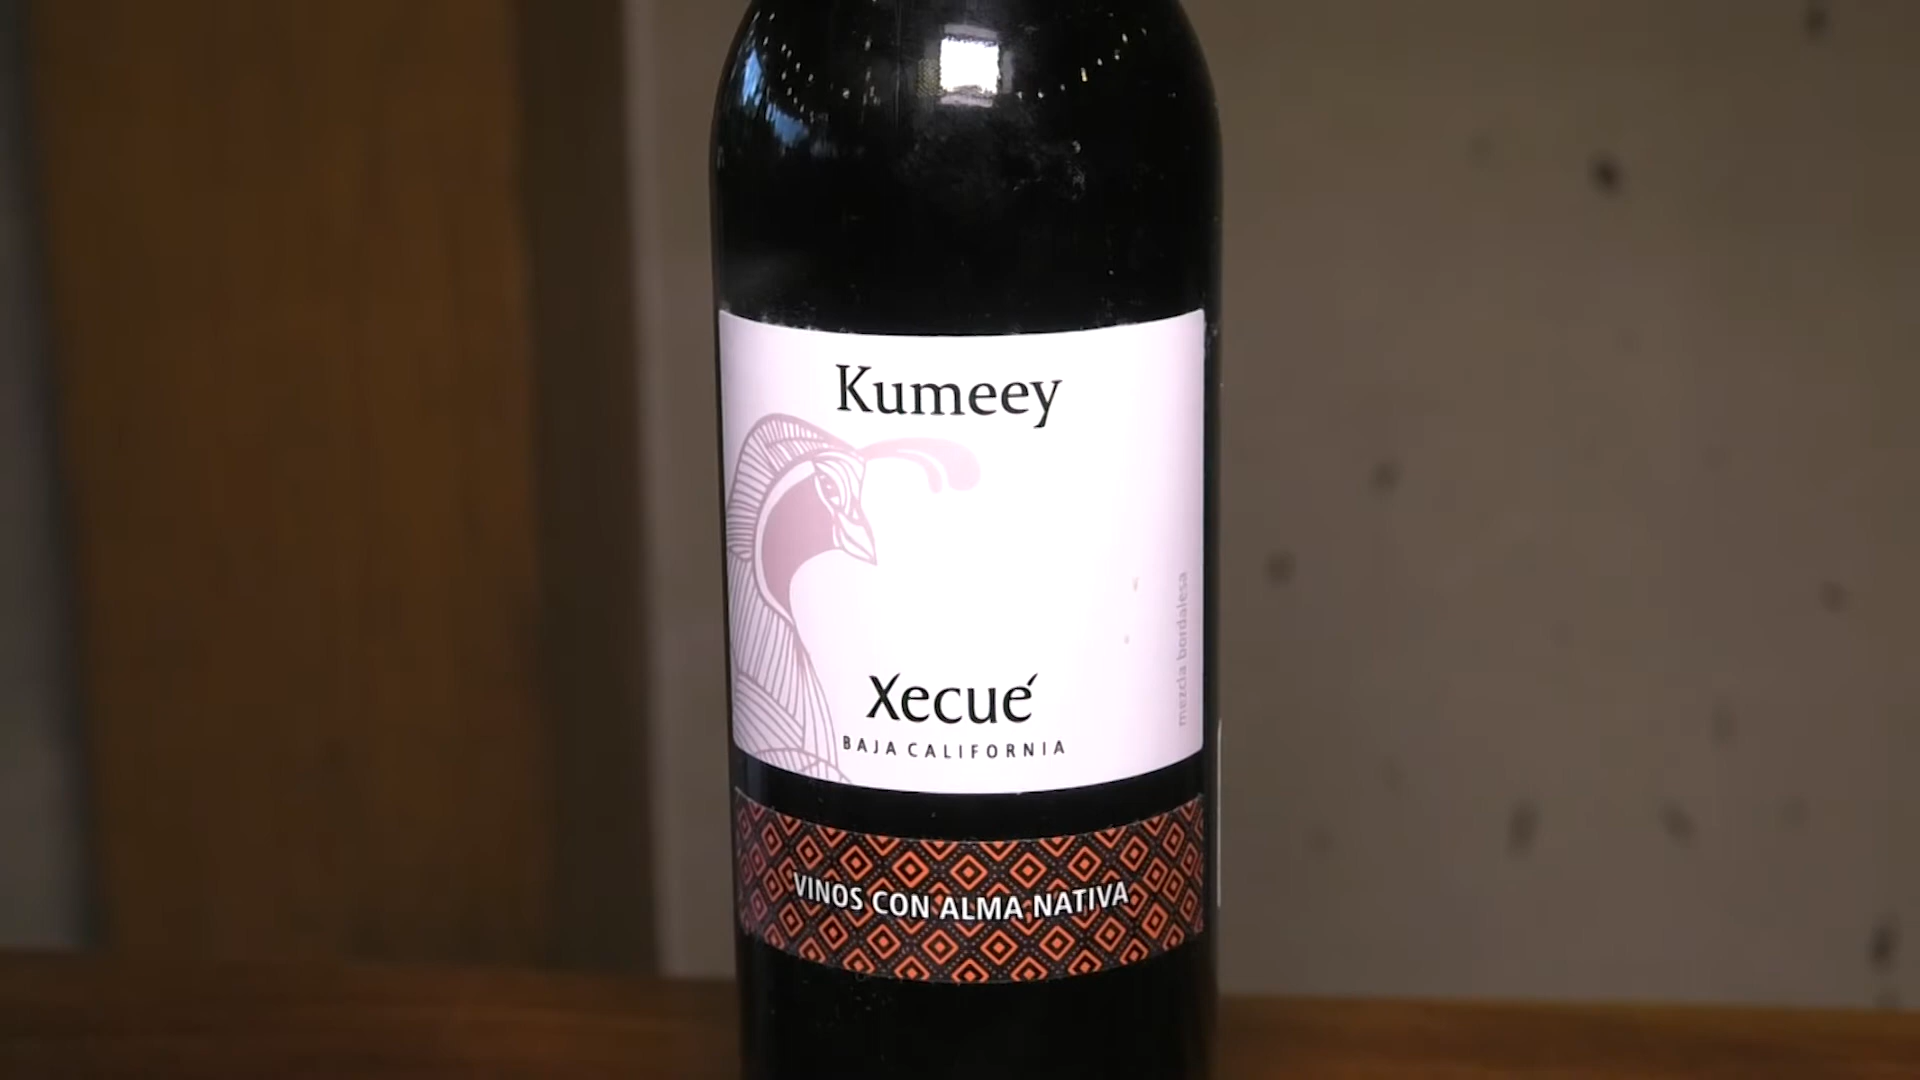 Kumeey
mezcla bordalesa
Xecué
BAJA CALIFORNIA
VINOS CON ALMA NATIVA